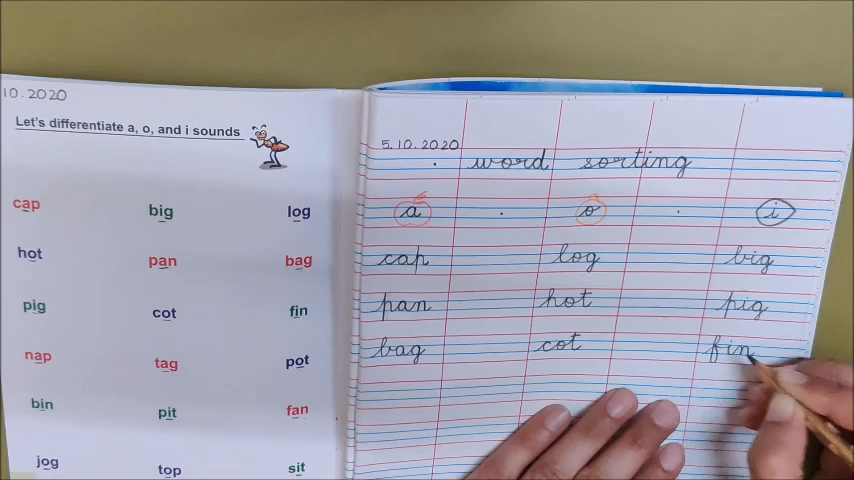 10.2020
Let's differentiate a, o, and i sounds
cap big log
hot pan bag
pig cot fin
nap tag pot
bin pit fan
jog top sit
5.10.2020
word sorting
a o i
cap log big
pan hot pig
bag cot fin